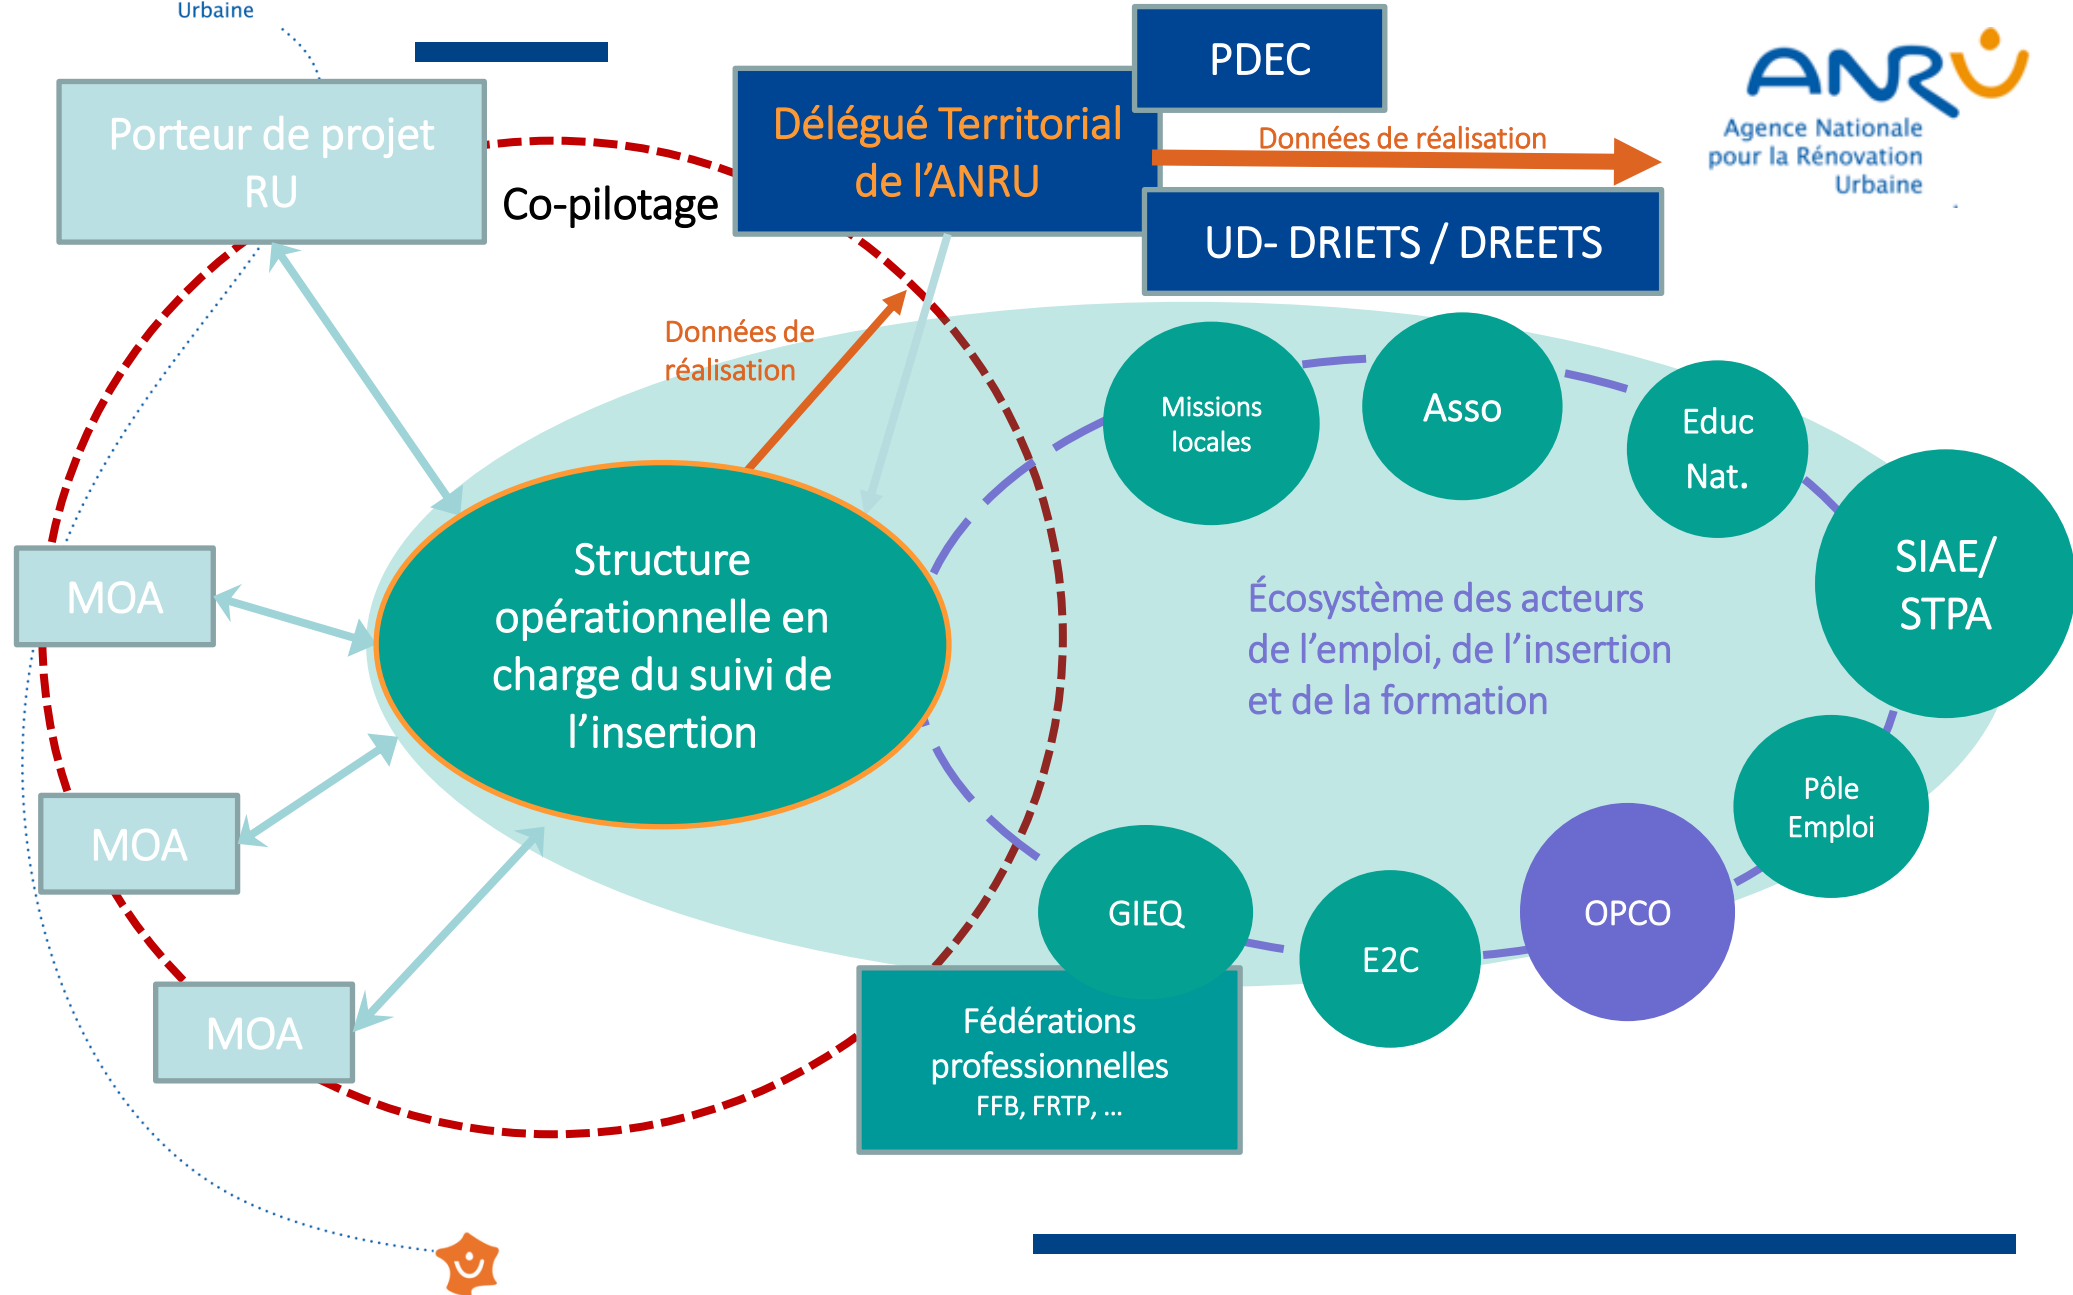 Urbaine
PDEC
ANRU
Agence Nationale
pour la Rénovation
Urbaine
Porteur de projet
RU
Co-pilotage
Délégué Territorial
de l’ANRU
Données de réalisation
UD- DRIETS / DREETS
Données de
réalisation
Missions
locales
Asso
Educ
Nat.
SIAE/
STPA
Structure
opérationnelle en
charge du suivi de
l’insertion
Écosystème des acteurs
de l’emploi, de l’insertion
et de la formation
MOA
MOA
MOA
Pôle
Emploi
OPCO
E2C
GIEQ
Fédérations
professionnelles
FFB, FRTP, ...